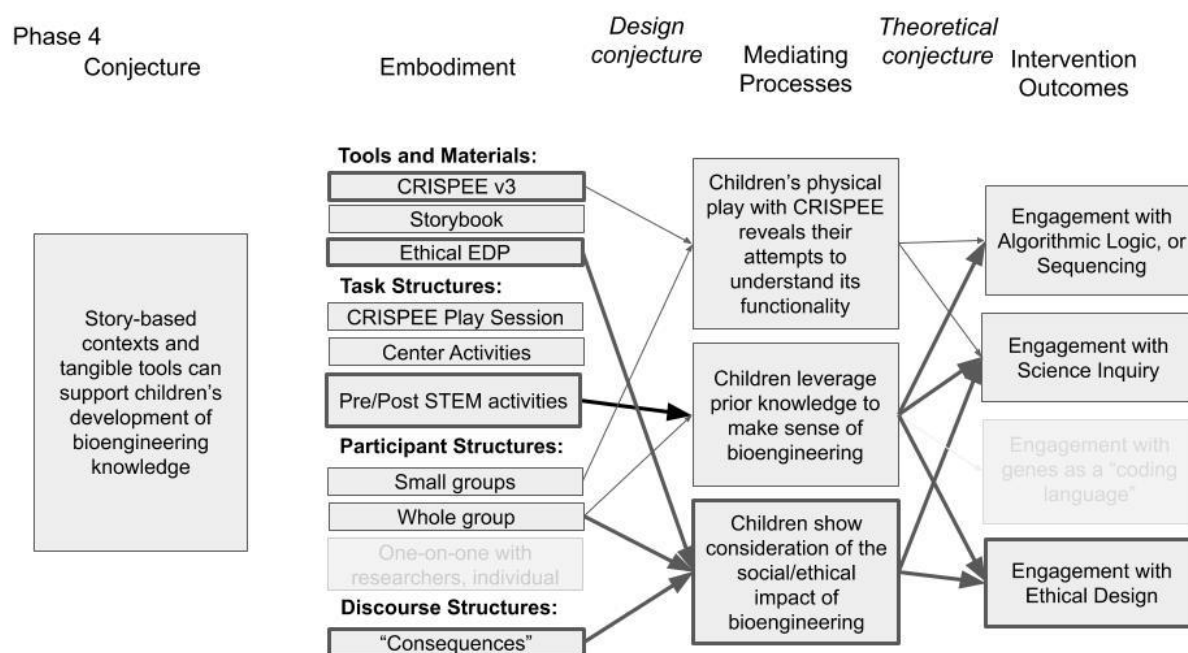 Phase 4
Conjecture
Embodiment
Design
conjecture
Mediating
Processes
Theoretical
conjecture
Intervention
Outcomes
Story-based
contexts and
tangible tools can
support children's
development of
bioengineering
knowledge
Tools and Materials:
CRISPEE v3
Storybook
Ethical EDP
Task Structures:
CRISPEE Play Session
Center Activities
Pre/Post STEM activities
Participant Structures:
Small groups
Whole group
One-on-one with
researchers, individual
Discourse Structures:
“Consequences”
Children's physical
play with CRISPEE
reveals their
attempts to
understand its
functionality
Children leverage
prior knowledge to
make sense of
bioengineering
Children show
consideration of the
social/ethical
impact of
bioengineering
Engagement with
Algorithmic Logic, or
Sequencing
Engagement with
Science Inquiry
Engagement with
genes as a “coding
language”
Engagement with
Ethical Design